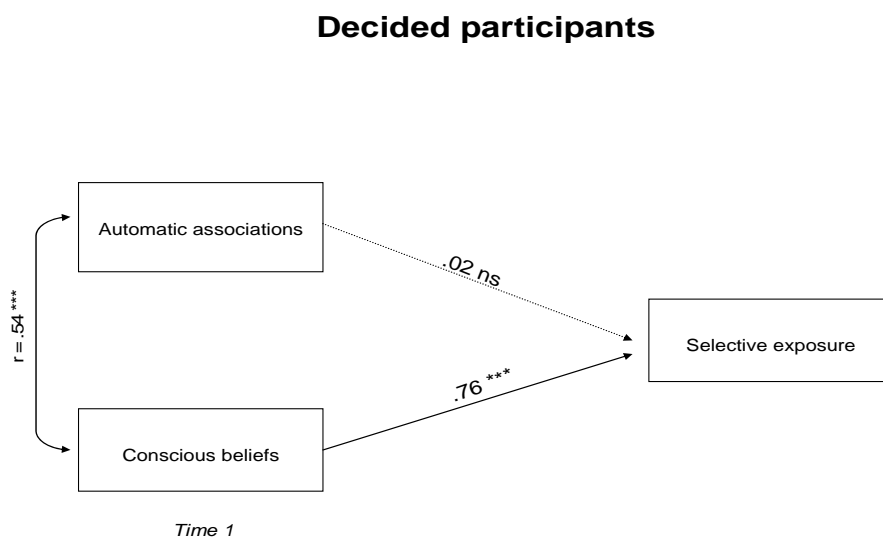 Decided participants
Automatic associations
.02 ns
r = .54 ***
Selective exposure
.76 ***
Conscious beliefs
Time 1